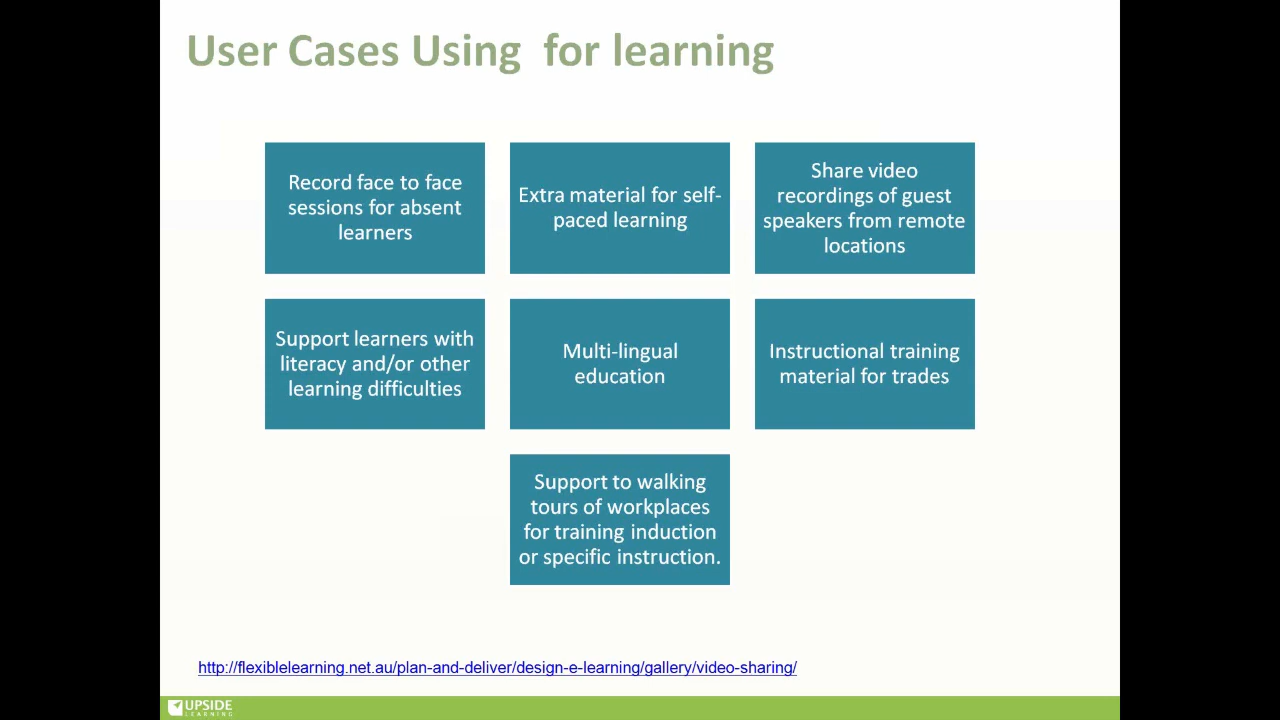 User Cases Using  for learning
Record face to face
sessions for absent
learners
Extra material for self-
paced learning
Share video
recordings of guest
speakers from remote
locations
Support learners with
literacy and/or other
learning difficulties
Multi-lingual
education
Instructional training
material for trades
Support to walking
tours of workplaces
for training induction
or specific instruction.
http://flexiblelearning.net.au/plan-and-deliver/design-e-learning/gallery/video-sharing/
UPSIDE
LEARNING